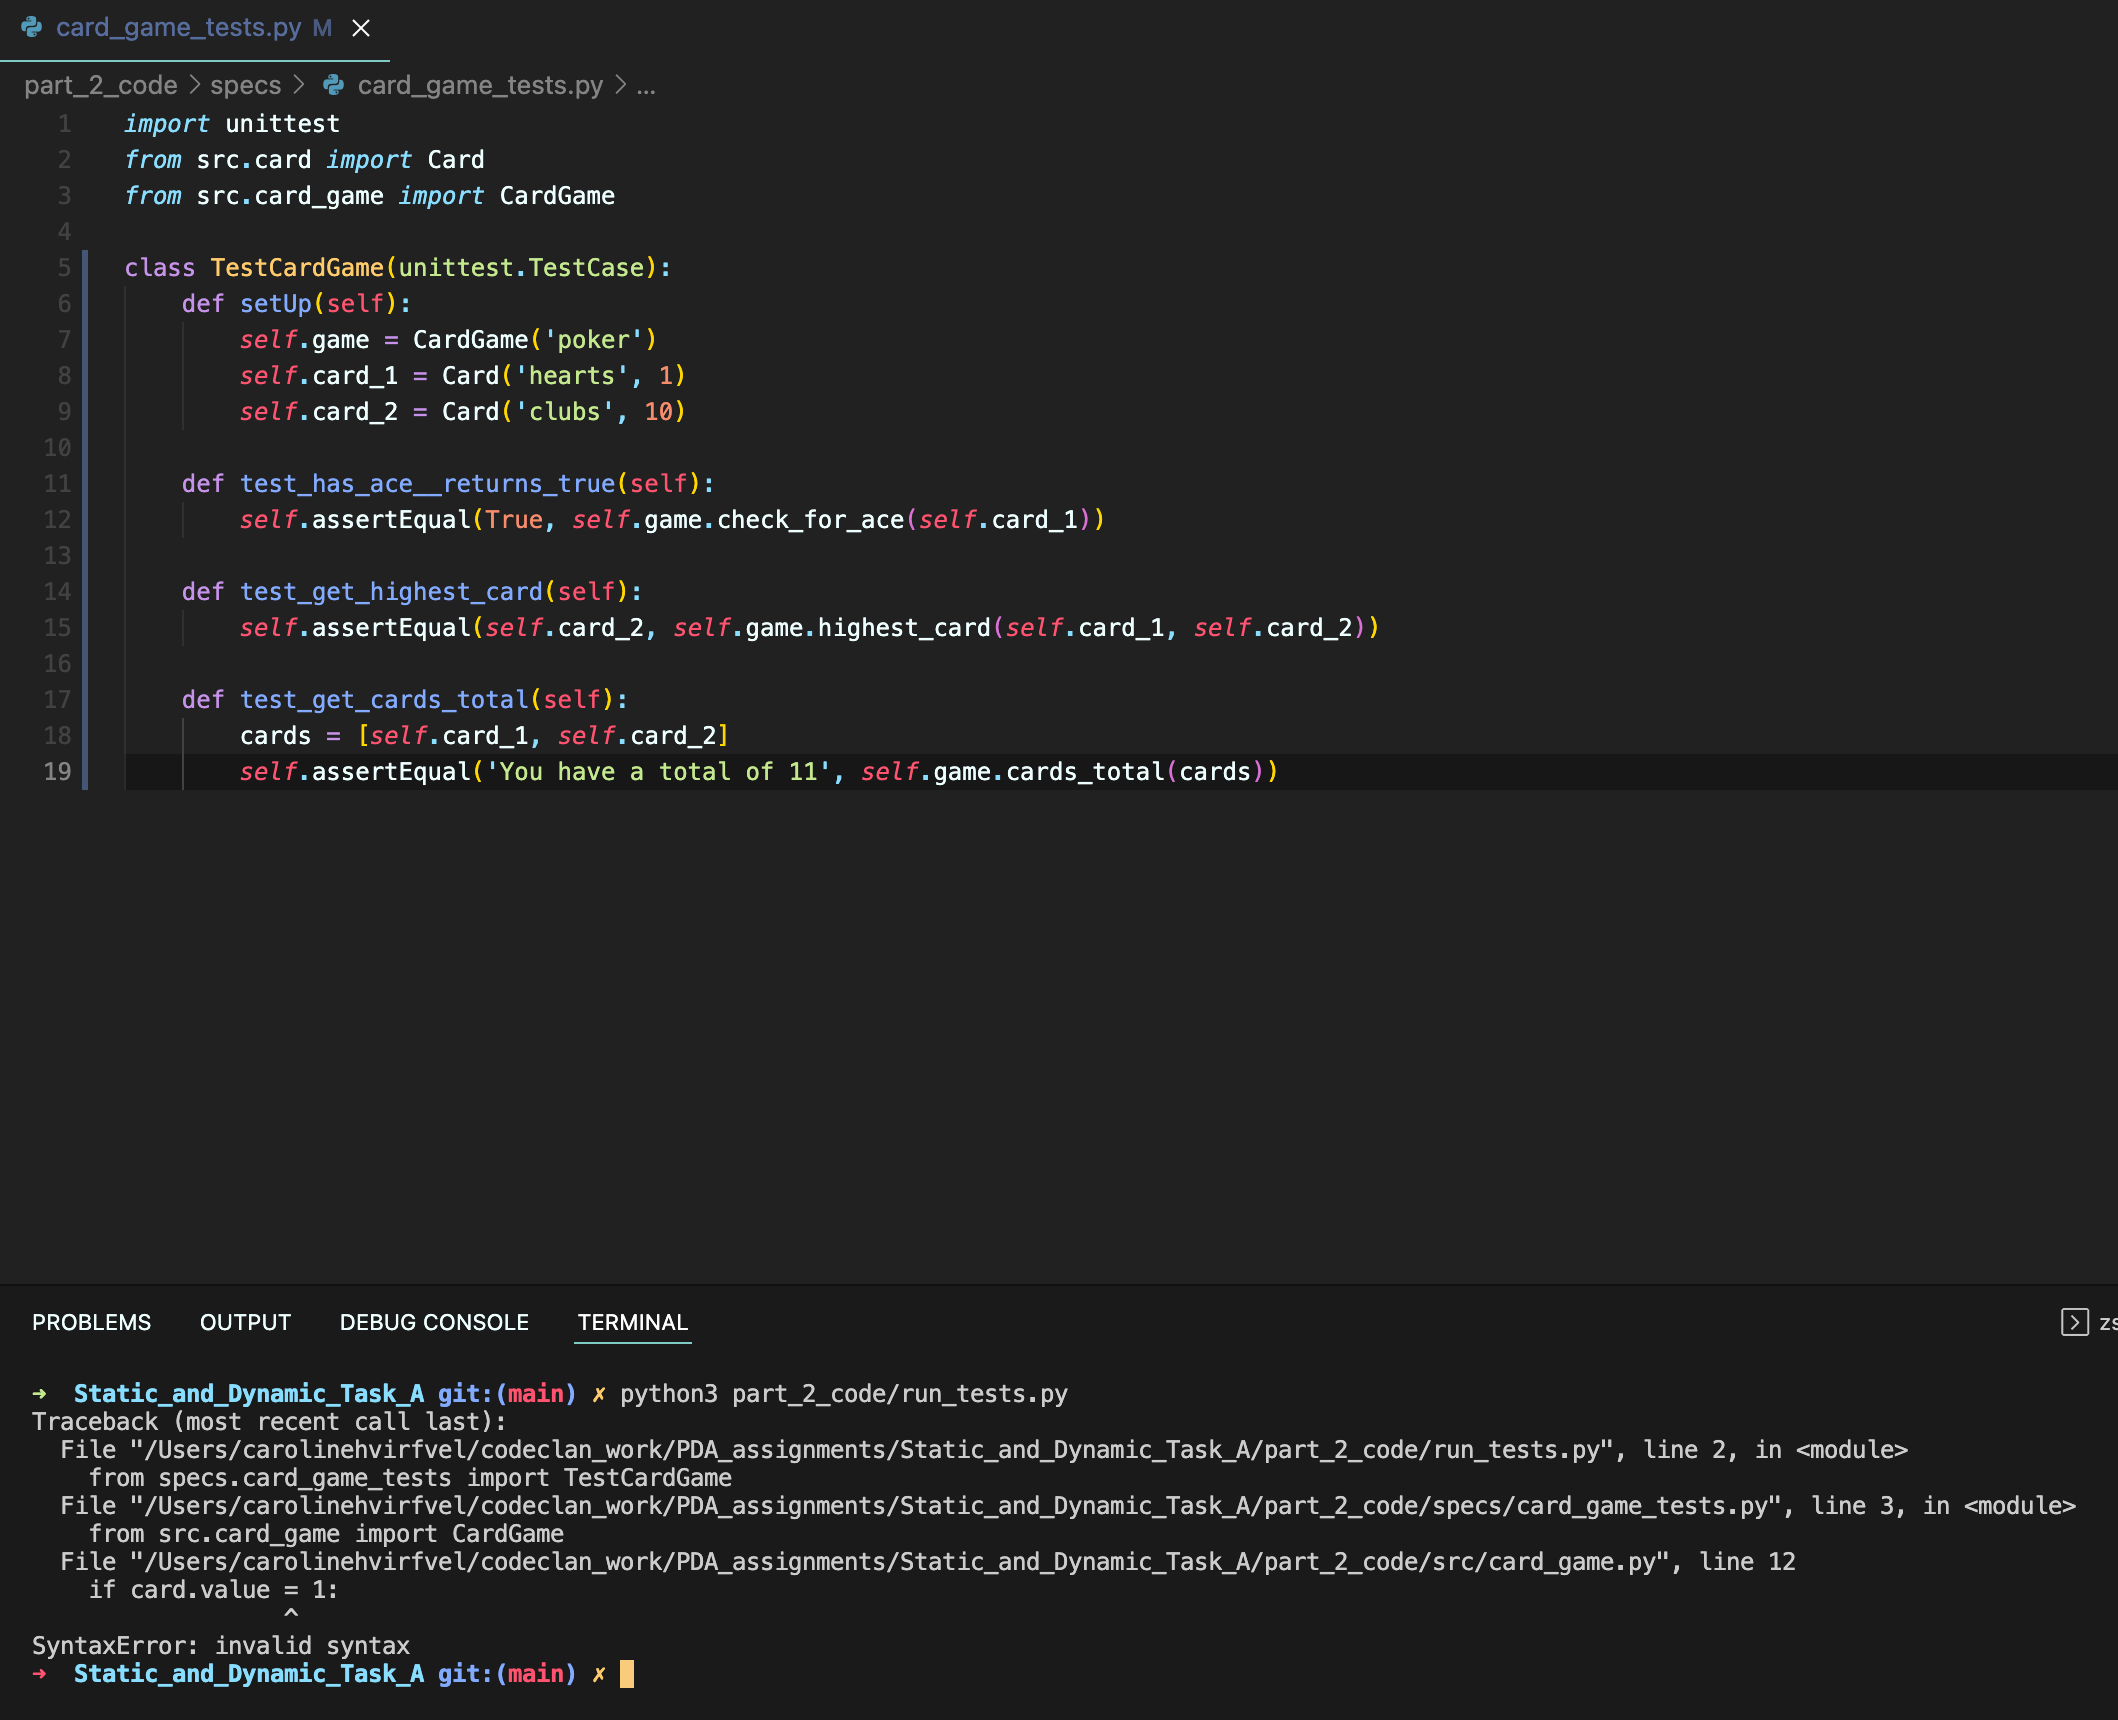 card_game_tests.py M
part_2_code > specs > card_game_tests.py > ...
1 import unittest
2 from src.card import Card
3 from src.card_game import CardGame
4
5 class TestCardGame(unittest.TestCase):
6     def setUp(self):
7         self.game = CardGame('poker')
8         self.card_1 = Card('hearts', 1)
9         self.card_2 = Card('clubs', 10)
10
11     def test_has_ace__returns_true(self):
12         self.assertEqual(True, self.game.check_for_ace(self.card_1))
13
14     def test_get_highest_card(self):
15         self.assertEqual(self.card_2, self.game.highest_card(self.card_1, self.card_2))
16
17     def test_get_cards_total(self):
18         cards = [self.card_1, self.card_2]
19         self.assertEqual('You have a total of 11', self.game.cards_total(cards))
PROBLEMS OUTPUT DEBUG CONSOLE TERMINAL zs
➜  Static_and_Dynamic_Task_A git:(main) ✗ python3 part_2_code/run_tests.py
Traceback (most recent call last):
  File "/Users/carolinehvirfvel/codeclan_work/PDA_assignments/Static_and_Dynamic_Task_A/part_2_code/run_tests.py", line 2, in <module>
    from specs.card_game_tests import TestCardGame
  File "/Users/carolinehvirfvel/codeclan_work/PDA_assignments/Static_and_Dynamic_Task_A/part_2_code/specs/card_game_tests.py", line 3, in <module>
    from src.card_game import CardGame
  File "/Users/carolinehvirfvel/codeclan_work/PDA_assignments/Static_and_Dynamic_Task_A/part_2_code/src/card_game.py", line 12
    if card.value = 1:
                  ^
SyntaxError: invalid syntax
➜  Static_and_Dynamic_Task_A git:(main) ✗